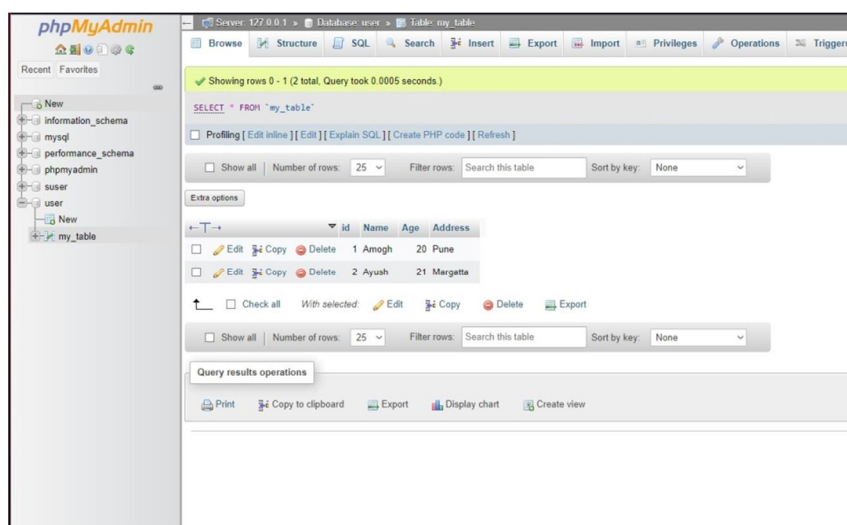 phpMyAdmin
Server: 127.0.0.1 » Database: user » Table: my_table
Browse Structure SQL Search Insert Export Import Privileges Operations Triggers
Recent Favorites
New
information_schema
mysql
performance_schema
phpmyadmin
suser
user
New
my_table
Showing rows 0 - 1 (2 total, Query took 0.0005 seconds.)
SELECT * FROM `my_table`
Profiling [ Edit inline ] [ Edit ] [ Explain SQL ] [ Create PHP code ] [ Refresh ]
Show all | Number of rows: 25 Filter rows: Search this table Sort by key: None
Extra options
←T→ id Name Age Address
Edit Copy Delete 1 Amogh 20 Pune
Edit Copy Delete 2 Ayush 21 Margatta
Check all With selected: Edit Copy Delete Export
Show all | Number of rows: 25 Filter rows: Search this table Sort by key: None
Query results operations
Print Copy to clipboard Export Display chart Create view